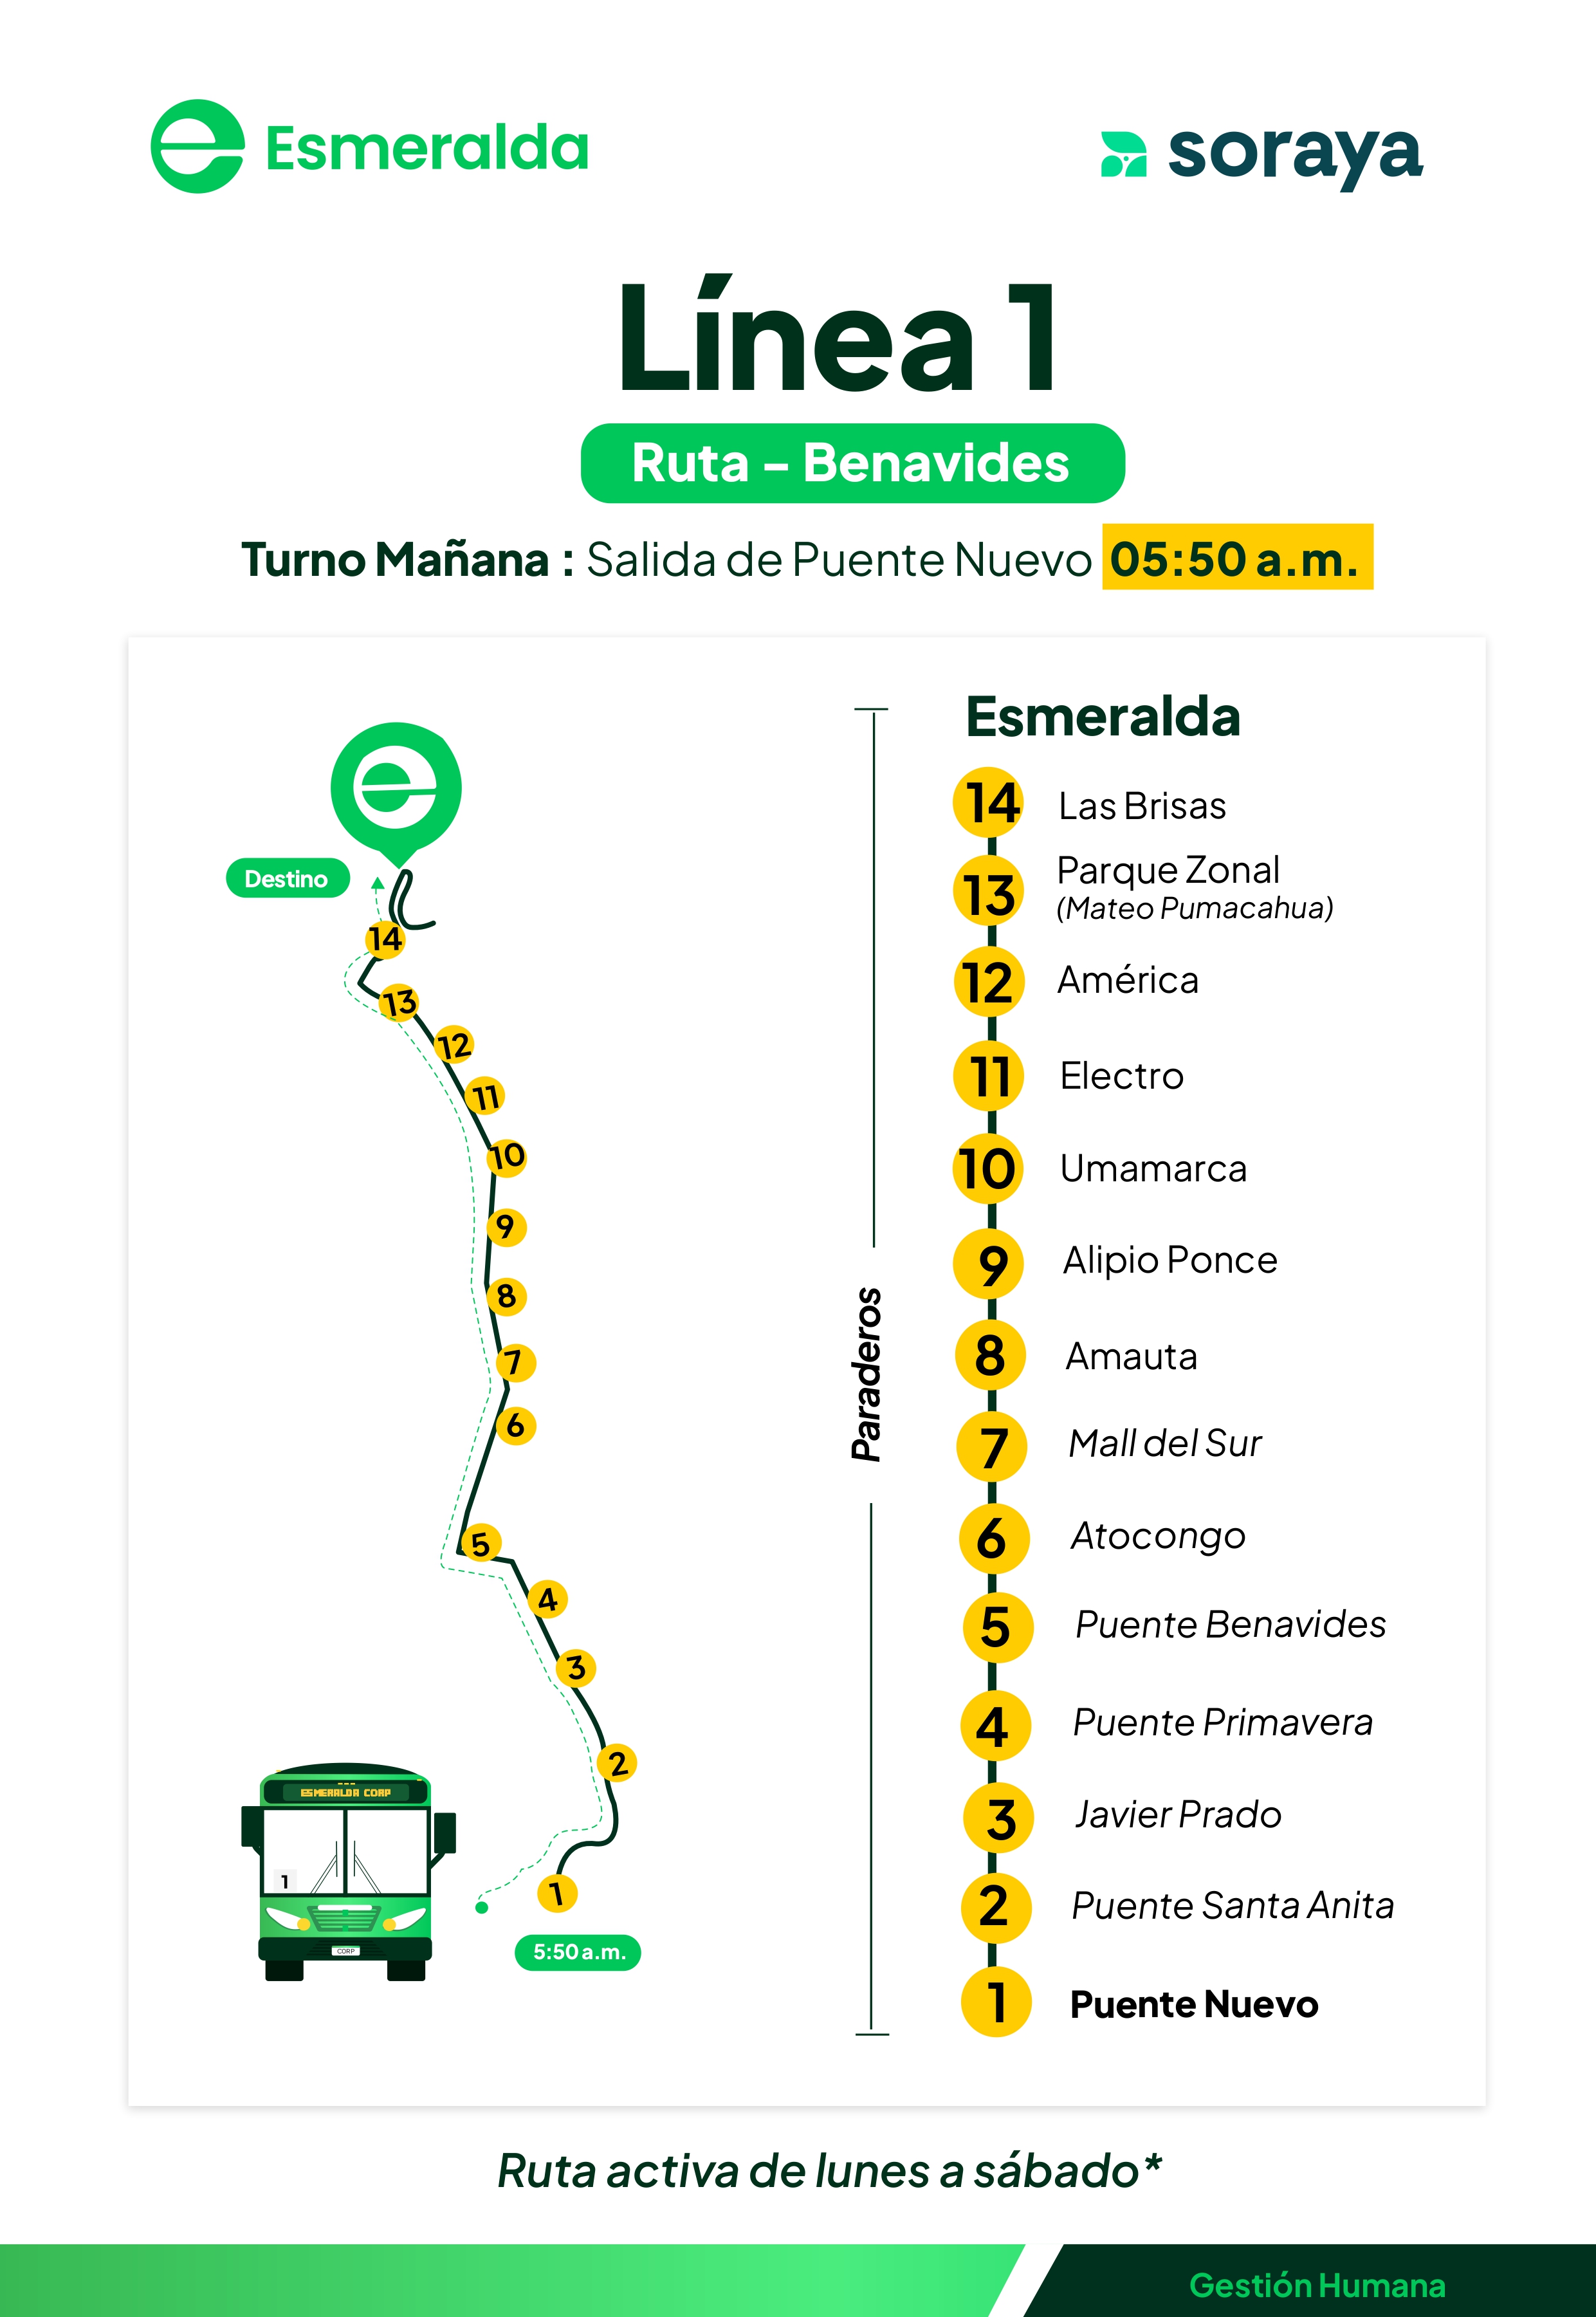 Esmeralda
soraya
Línea 1
Ruta - Benavides
Turno Mañana : Salida de Puente Nuevo 05:50 a.m.
Destino
14
13
12
11
10
9
8
7
6
5
4
3
2
1
5:50 a.m.
ESMERALDA CORP
1
CORP
Paraderos
Esmeralda
14 Las Brisas
13 Parque Zonal
(Mateo Pumacahua)
12 América
11 Electro
10 Umamarca
9 Alipio Ponce
8 Amauta
7 Mall del Sur
6 Atocongo
5 Puente Benavides
4 Puente Primavera
3 Javier Prado
2 Puente Santa Anita
1 Puente Nuevo
Ruta activa de lunes a sábado*
Gestión Humana